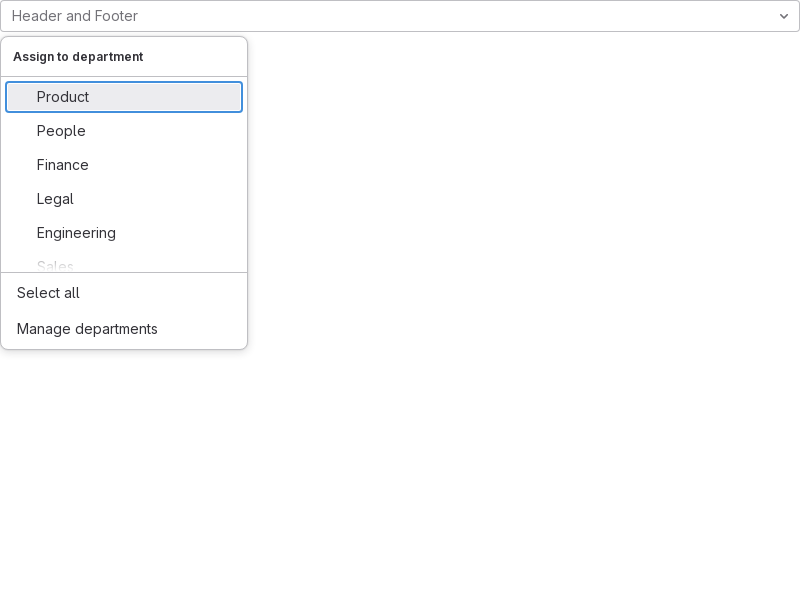 Header and Footer
Assign to department
Product
People
Finance
Legal
Engineering
Sales
Select all
Manage departments